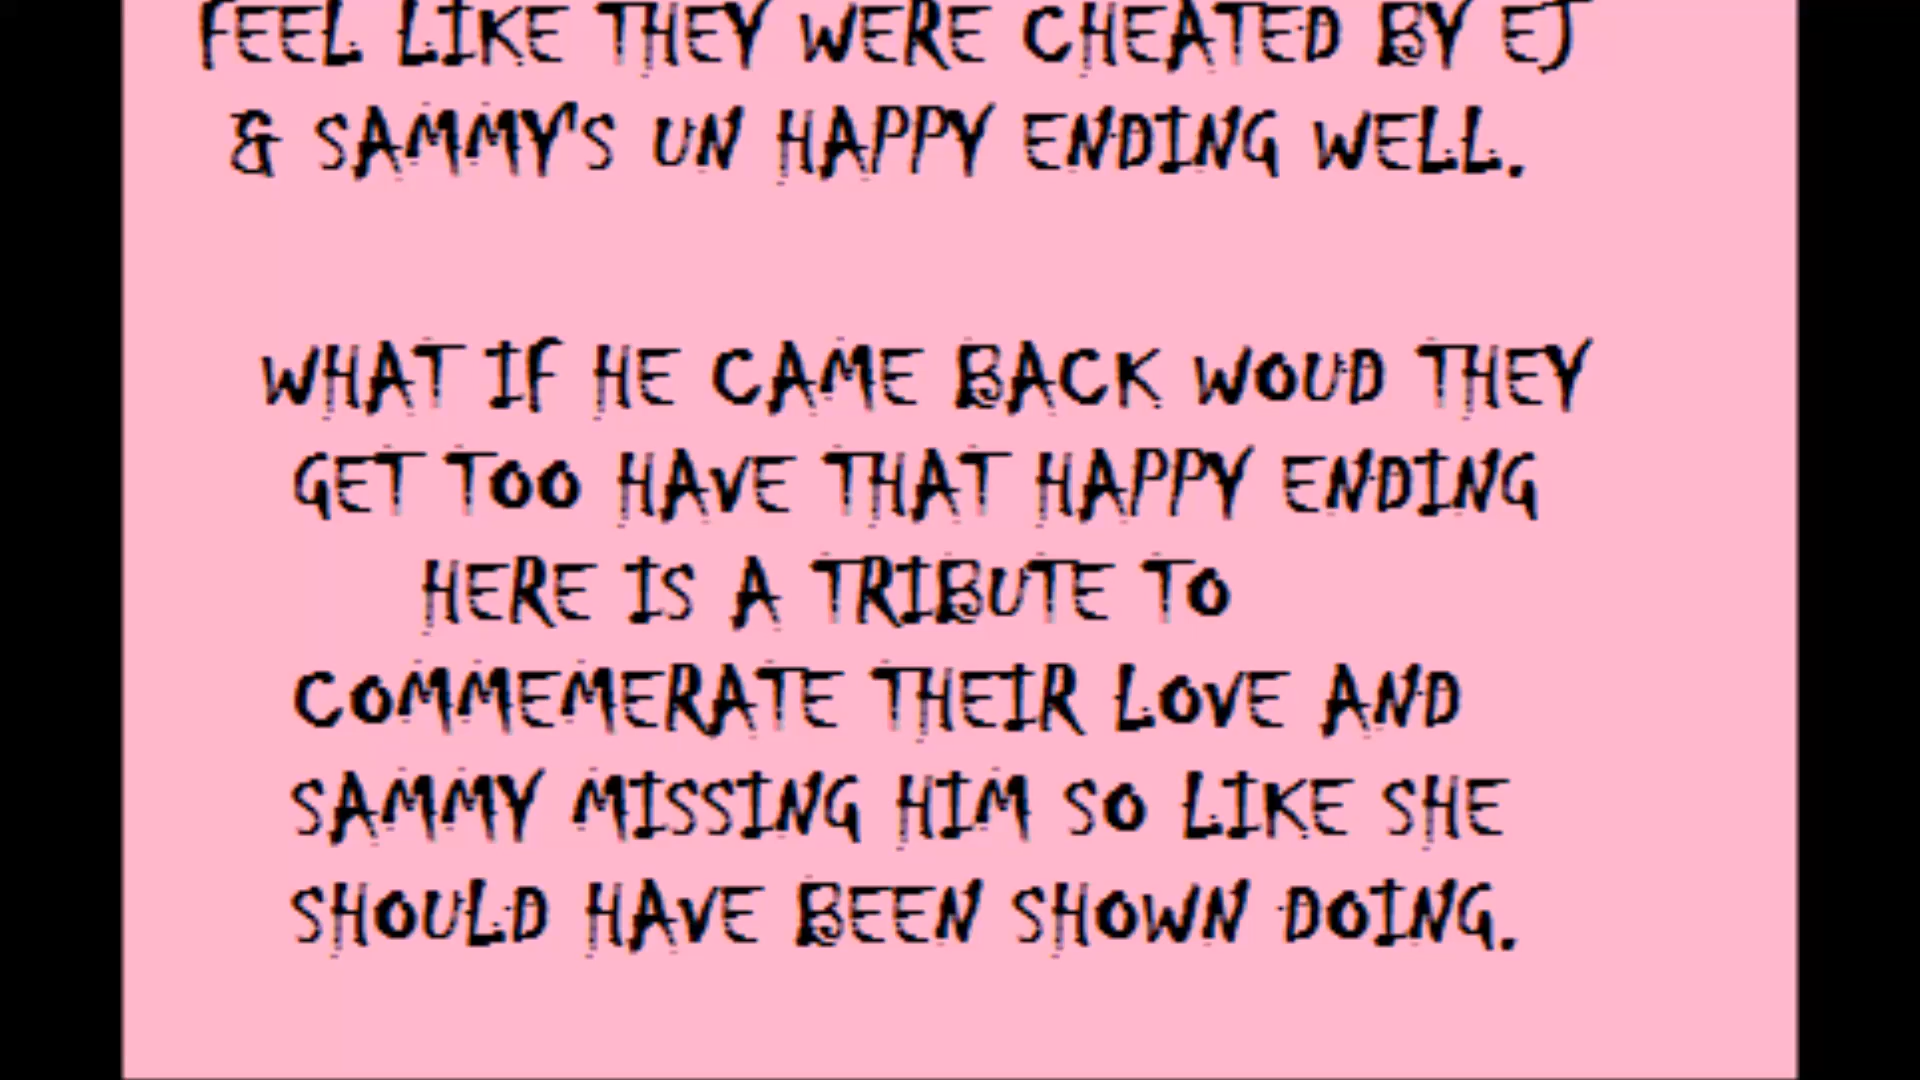 FEEL LIKE THEY WERE CHEATED BY EJ
& SAMMY'S UN HAPPY ENDING WELL.
WHAT IF HE CAME BACK WOUD THEY
GET TOO HAVE THAT HAPPY ENDING
HERE IS A TRIBUTE TO
COMMEMERATE THEIR LOVE AND
SAMMY MISSING HIM SO LIKE SHE
SHOULD HAVE BEEN SHOWN DOING.